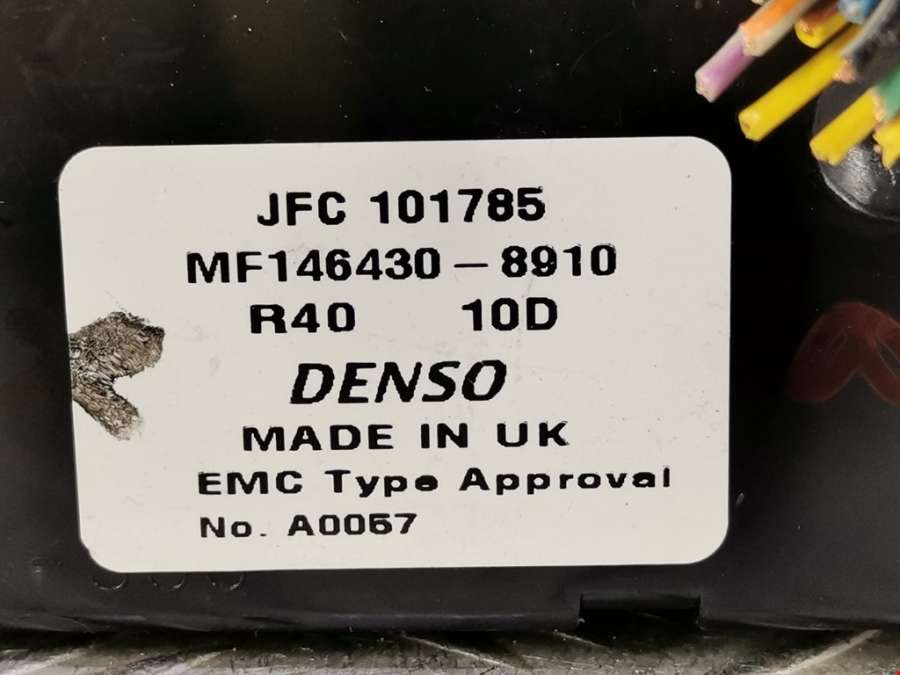 JFC 101785
MF146430-8910
R40 10D
DENSO
MADE IN UK
EMC Type Approval
No. A0057